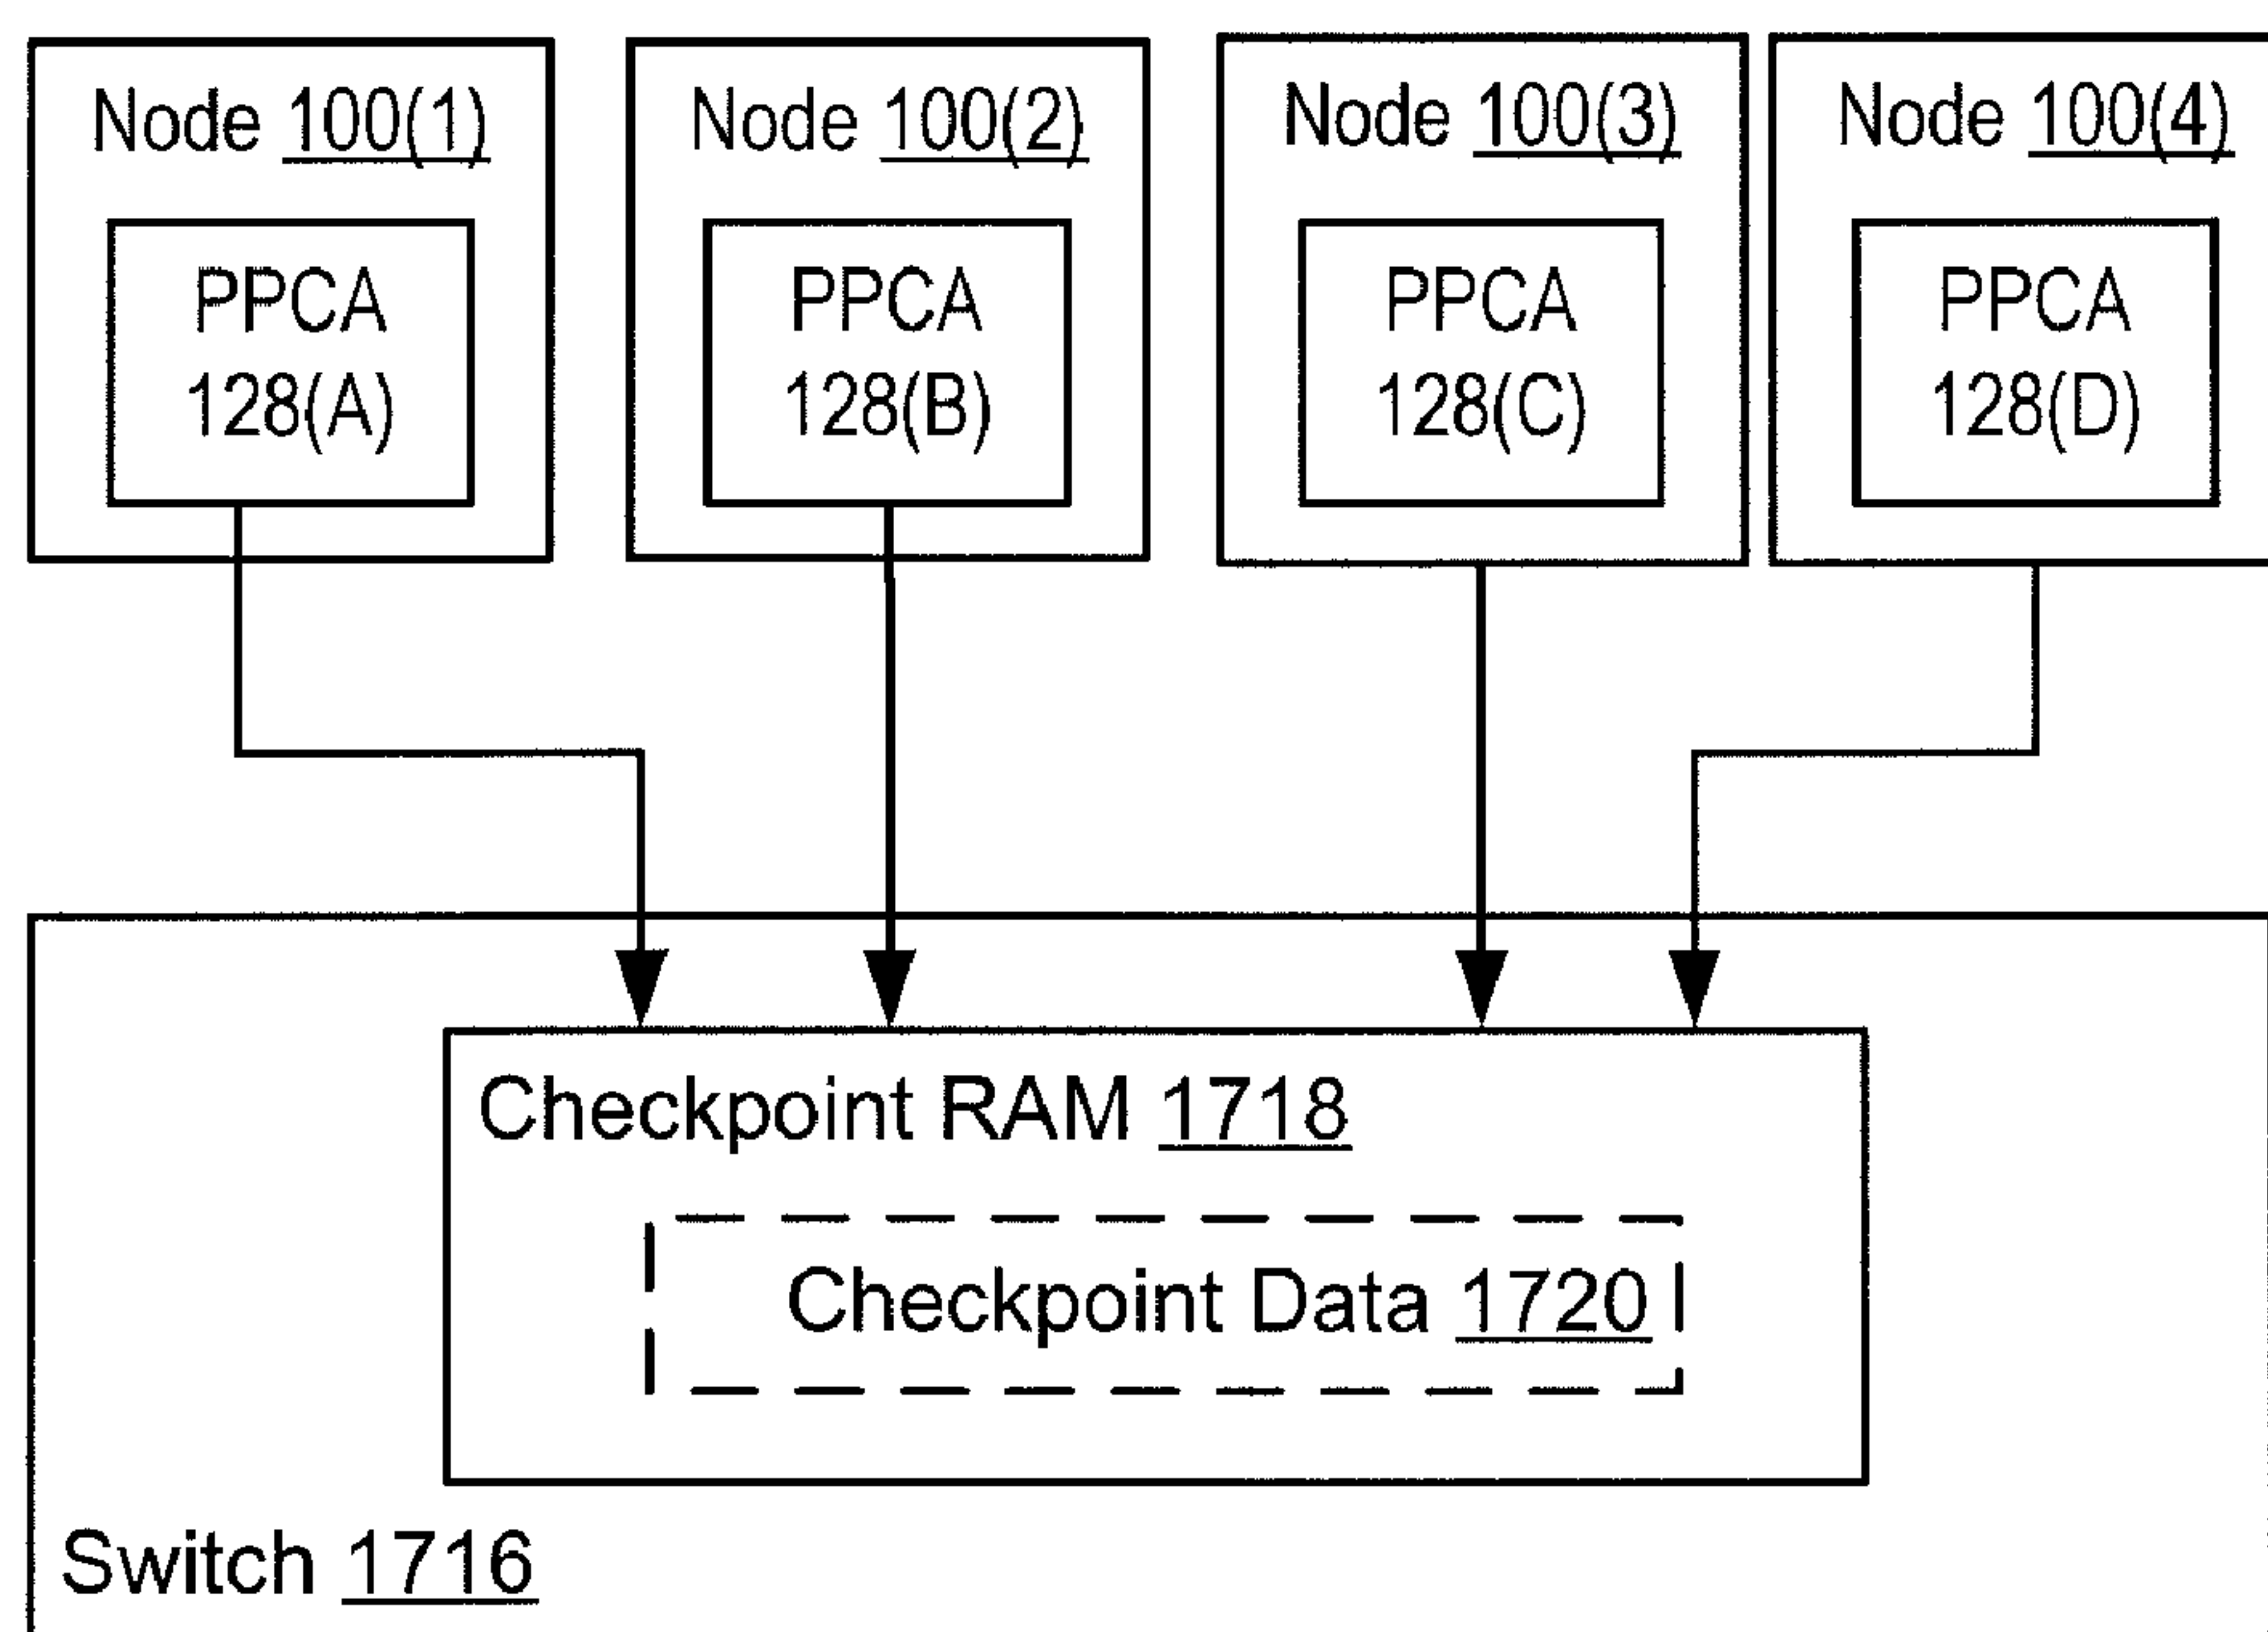 Node 100(1)
PPCA
128(A)
Node 100(2)
PPCA
128(B)
Node 100(3)
PPCA
128(C)
Node 100(4)
PPCA
128(D)
Checkpoint RAM 1718
Checkpoint Data 1720
Switch 1716